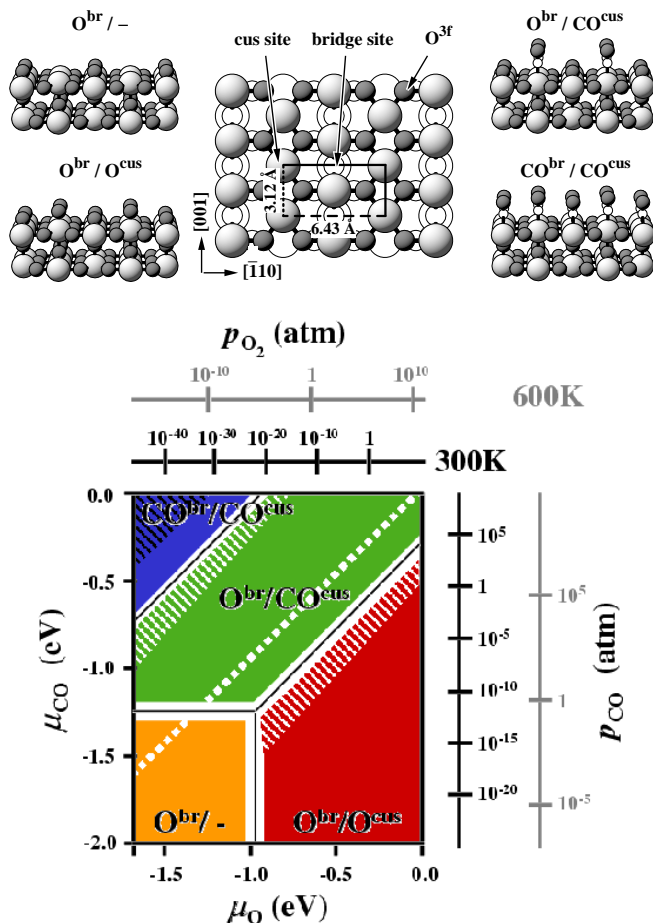 O^br / –
cus site
bridge site
O^3f
O^br / CO^cus
O^br / O^cus
CO^br / CO^cus
3.12 Å
6.43 Å
[001]
[1̄10]
p_O2 (atm)
10^-10 1 10^10
600K
10^-40 10^-30 10^-20 10^-10 1
300K
0.0
-0.5
-1.0
-1.5
-2.0
μ_CO (eV)
CO^br/CO^cus
O^br/CO^cus
O^br/-
O^br/O^cus
10^5
1
10^-5
10^-10
10^-15
10^-20
10^5
1
10^-5
p_CO (atm)
-1.5 -1.0 -0.5 0.0
μ_O (eV)